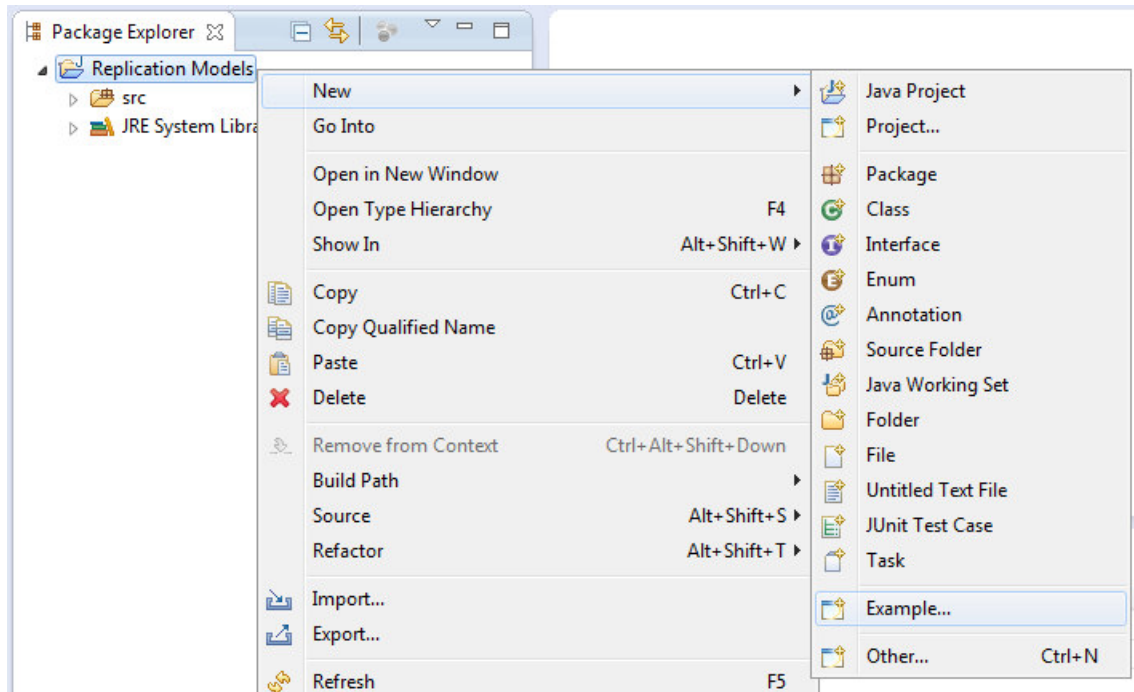 Package Explorer
Replication Models
src
JRE System Libra
New
Go Into
Open in New Window
Open Type Hierarchy F4
Show In Alt+Shift+W
Copy Ctrl+C
Copy Qualified Name
Paste Ctrl+V
Delete Delete
Remove from Context Ctrl+Alt+Shift+Down
Build Path
Source Alt+Shift+S
Refactor Alt+Shift+T
Import...
Export...
Refresh F5
Java Project
Project...
Package
Class
Interface
Enum
Annotation
Source Folder
Java Working Set
Folder
File
Untitled Text File
JUnit Test Case
Task
Example...
Other... Ctrl+N